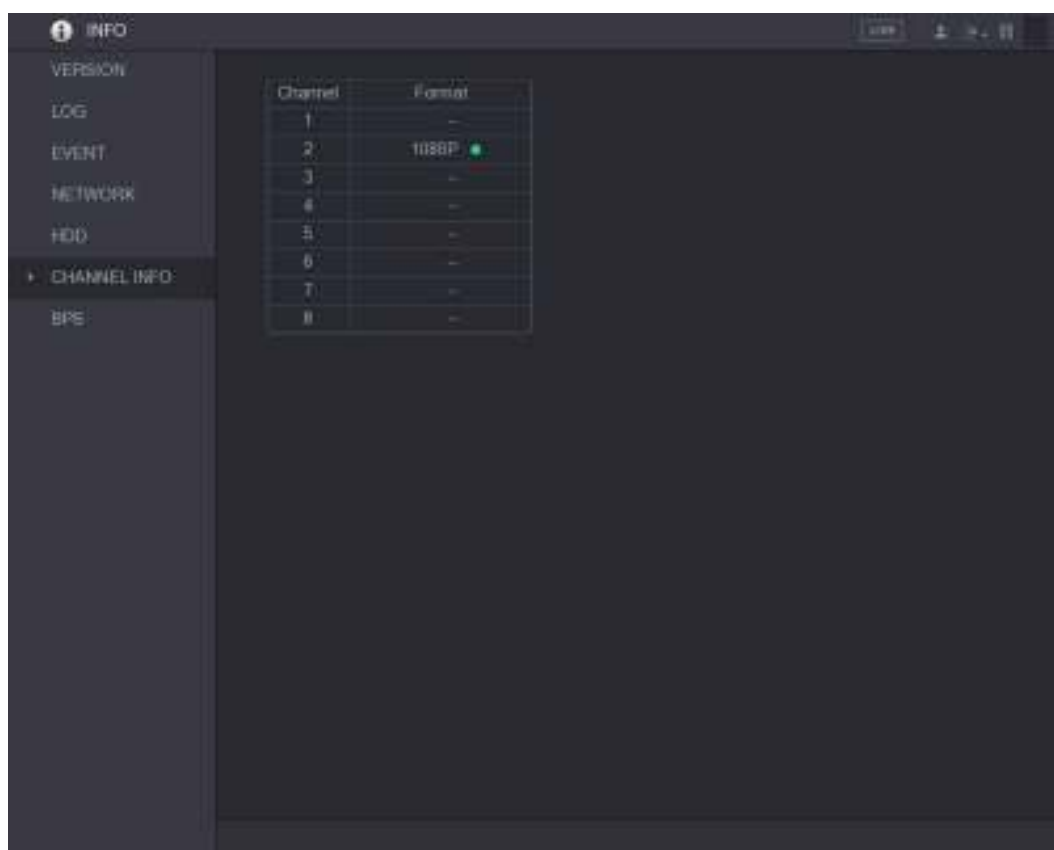 INFO
LIVE
VERSION
LOG
EVENT
NETWORK
HDD
CHANNEL INFO
BPS
Channel Format
1 --
2 1080P
3 --
4 --
5 --
6 --
7 --
8 --